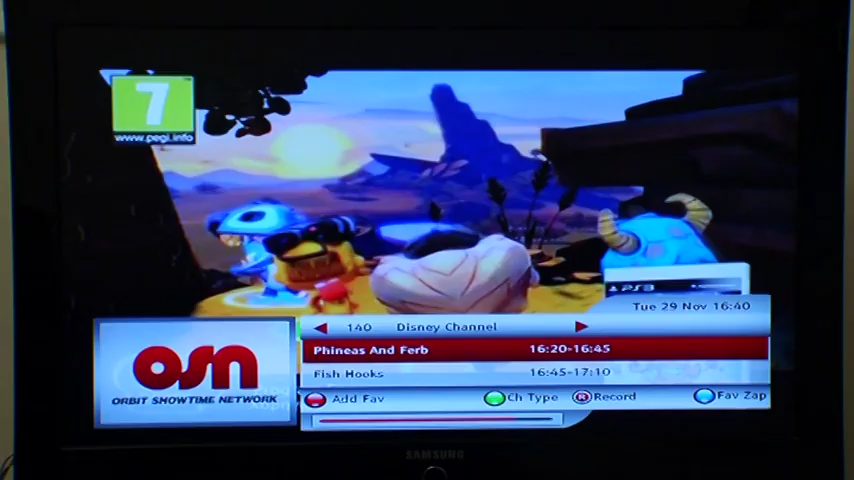 7
www.pegi.info
PS3
Tue 29 Nov 16:40
140 Disney Channel
Phineas And Ferb 16:20-16:45
Fish Hooks 16:45-17:10
osn
ORBIT SHOWTIME NETWORK
Add Fav Ch Type R Record Fav Zap
SAMSUNG